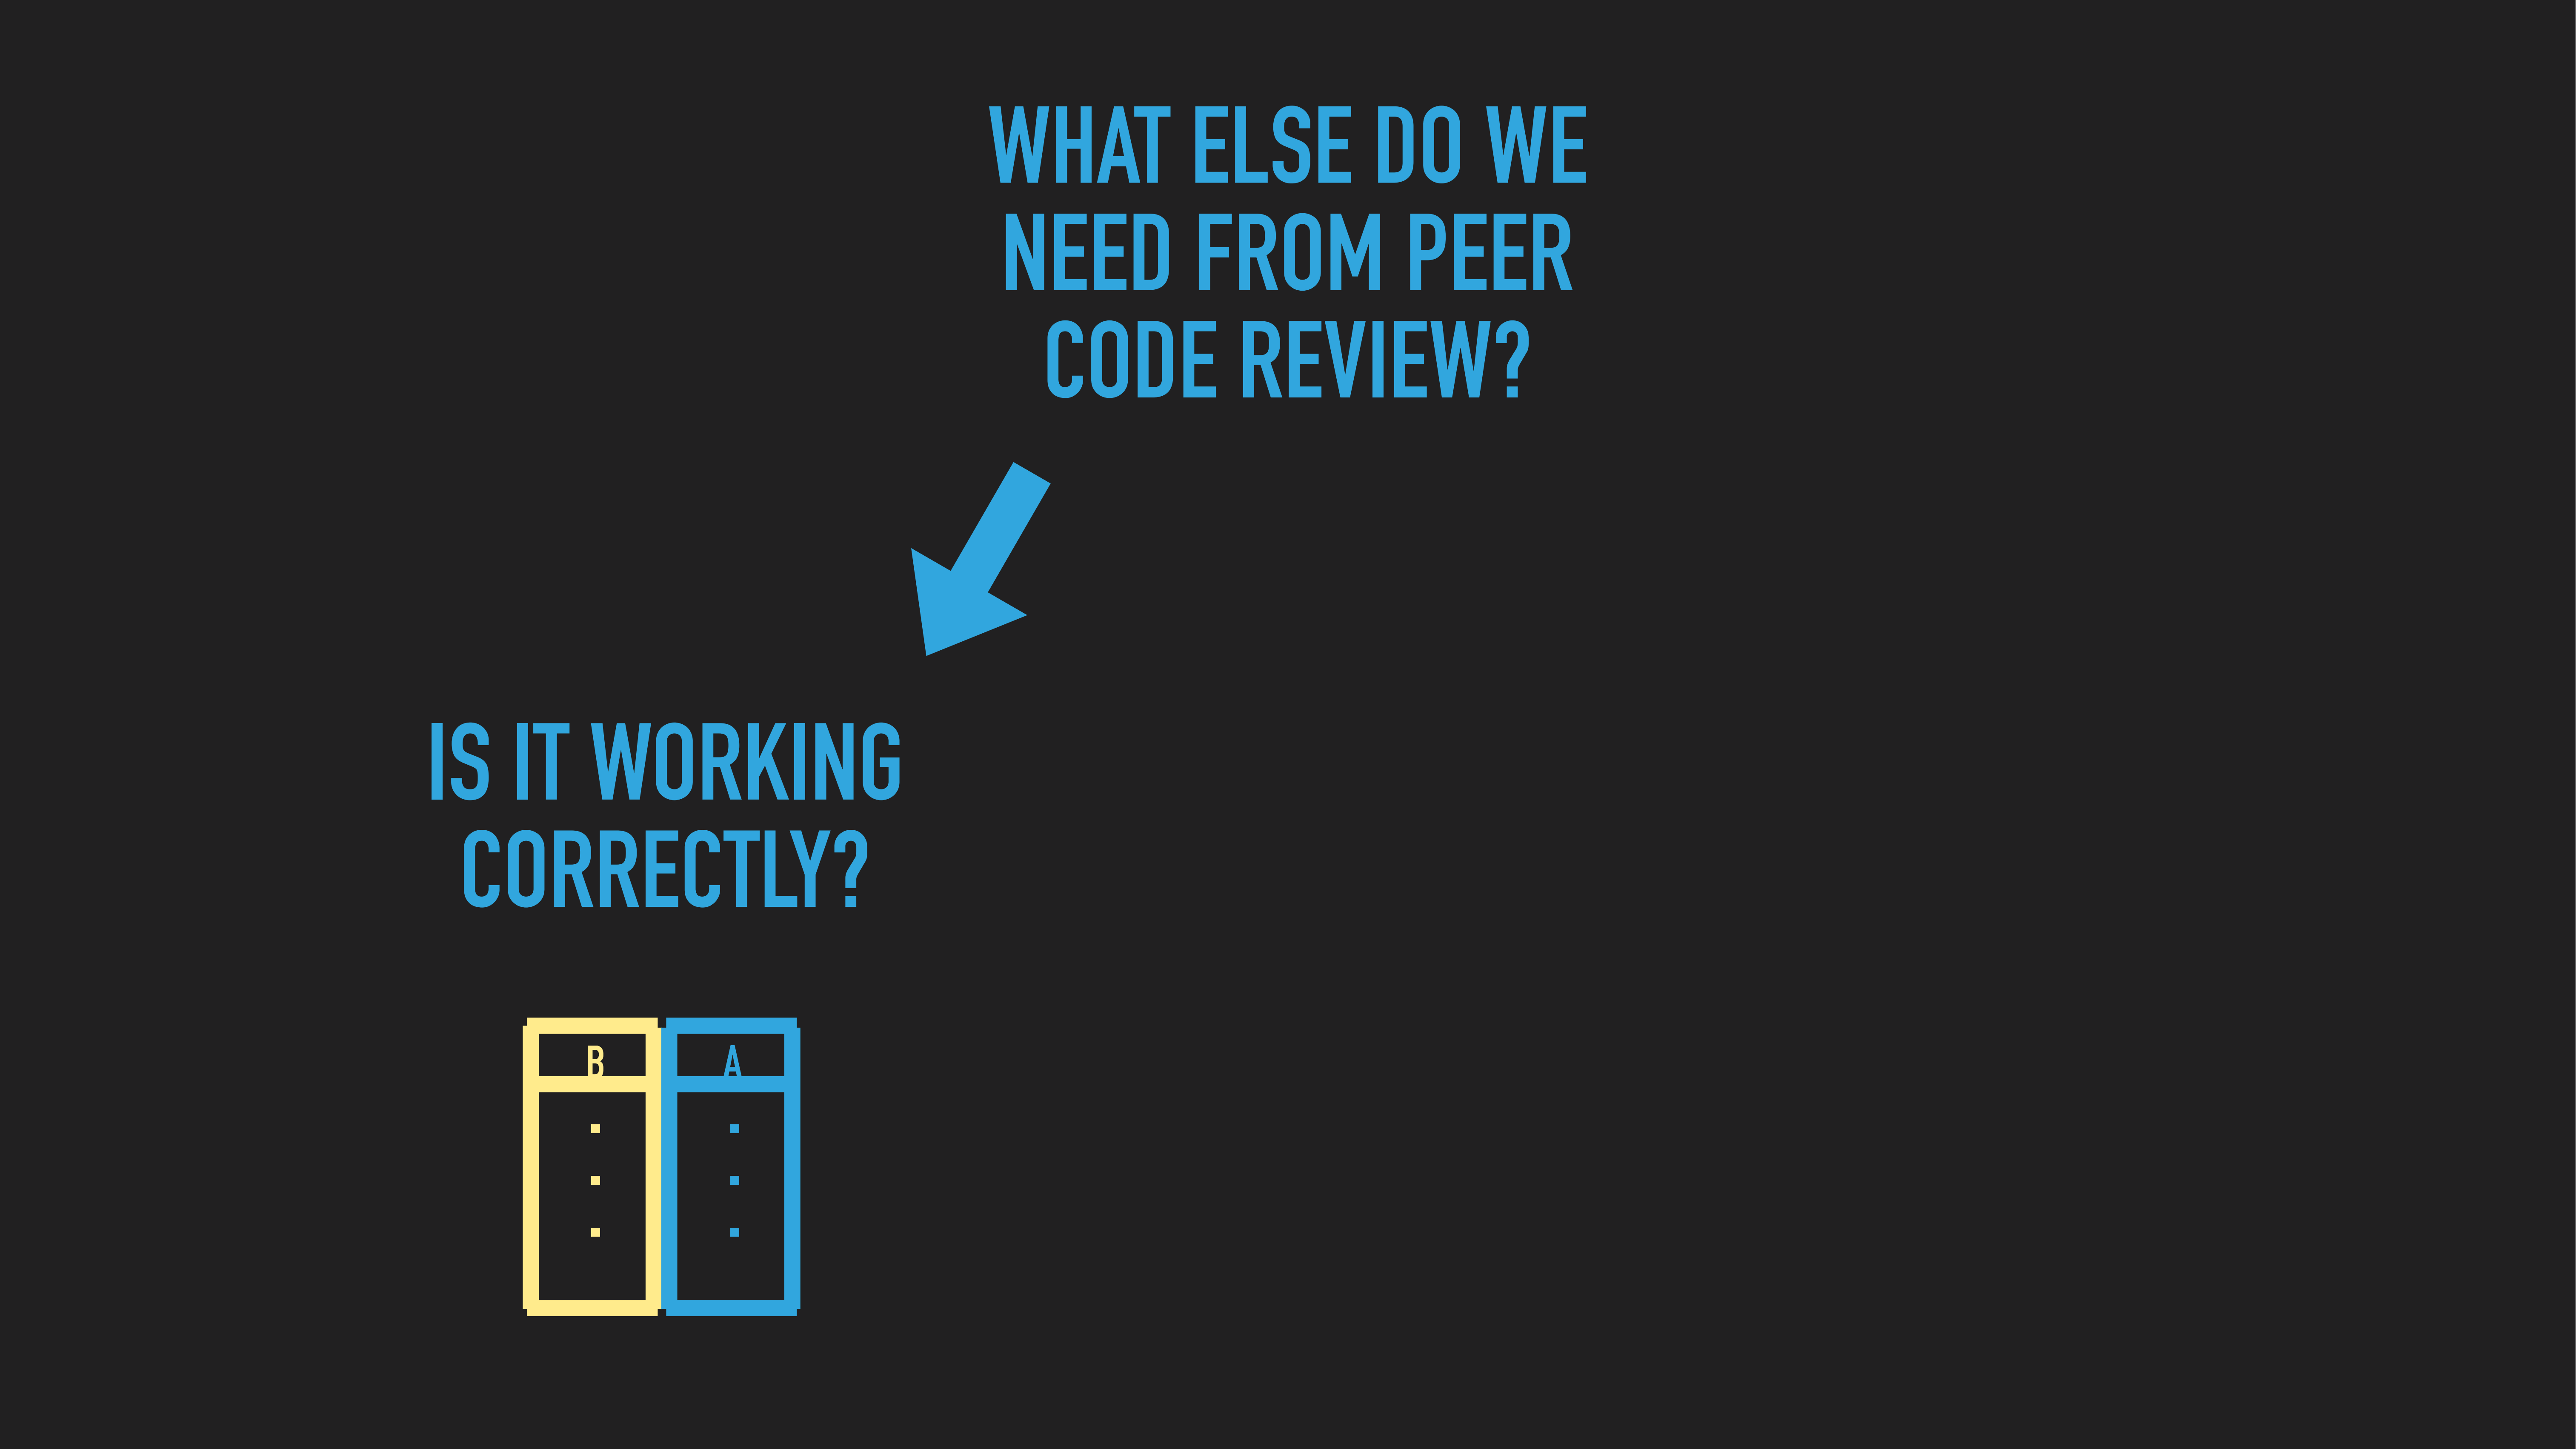 WHAT ELSE DO WE
NEED FROM PEER
CODE REVIEW?
IS IT WORKING
CORRECTLY?
B A
. .
. .
. .